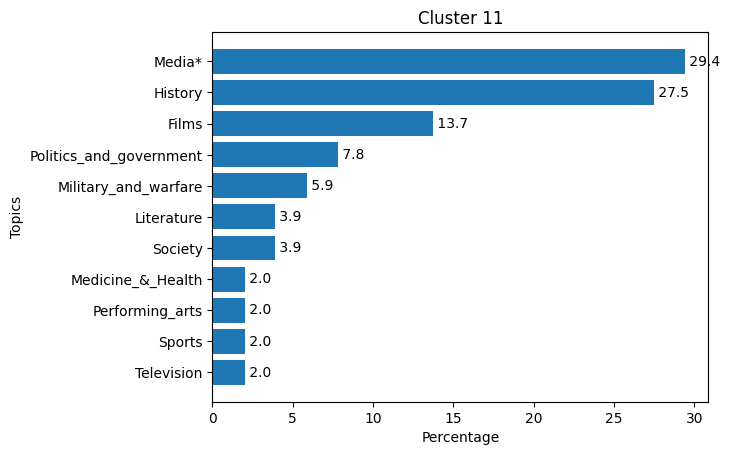 Cluster 11
Topics
Media* 29.4
History 27.5
Films 13.7
Politics_and_government 7.8
Military_and_warfare 5.9
Literature 3.9
Society 3.9
Medicine_&_Health 2.0
Performing_arts 2.0
Sports 2.0
Television 2.0
0 5 10 15 20 25 30
Percentage